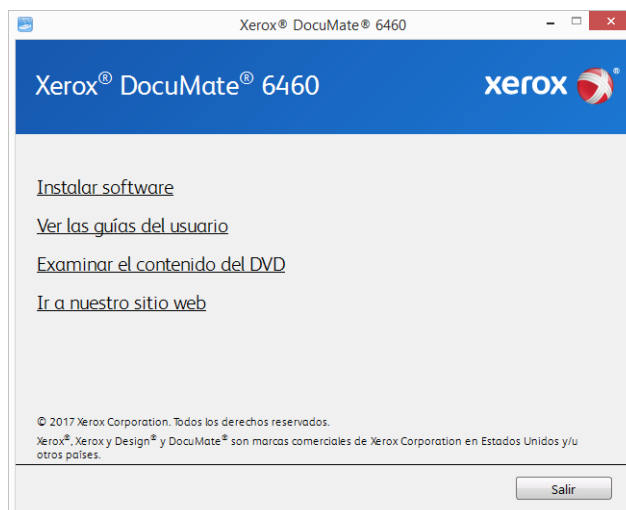 Xerox® DocuMate® 6460
Xerox® DocuMate® 6460
xerox®
Instalar software
Ver las guías del usuario
Examinar el contenido del DVD
Ir a nuestro sitio web
© 2017 Xerox Corporation. Todos los derechos reservados.
Xerox®, Xerox y Design® y DocuMate® son marcas comerciales de Xerox Corporation en Estados Unidos y/u
otros países.
Salir